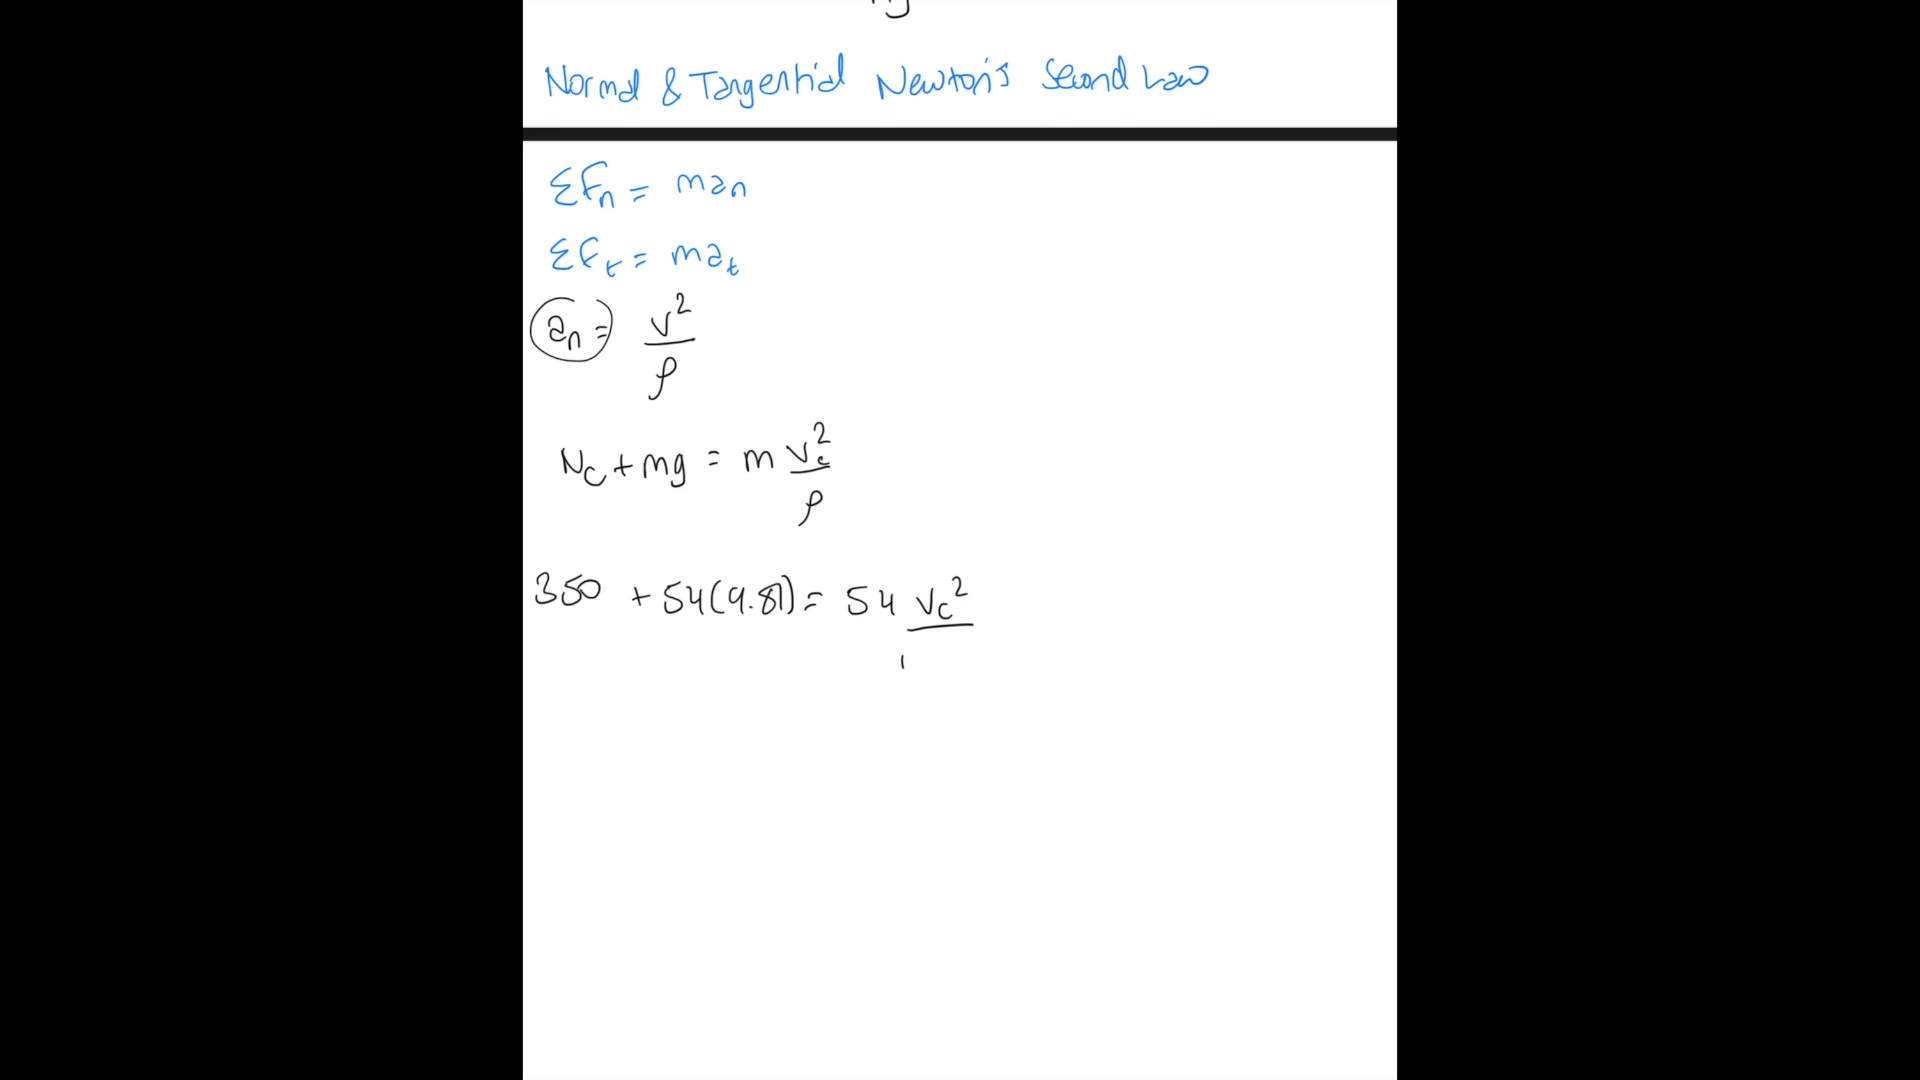 Normal & Tangential Newton's Second Law
ΣFn = man
ΣFt = mat
an = v²/ρ
Nc + mg = m vc²/ρ
350 + 54(9.81) = 54 vc²/